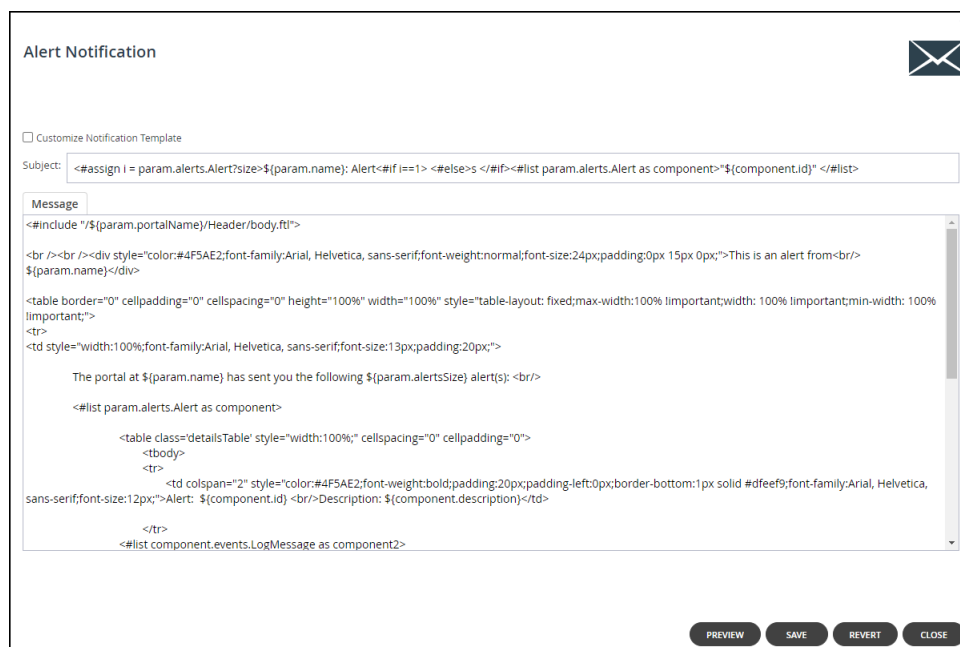 Alert Notification
Customize Notification Template
Subject: <#assign i = param.alerts.Alert?size>${param.name}: Alert<#if i==1> <#else>s </#if><#list param.alerts.Alert as component>"${component.id}" </#list>
Message
<#include "/${param.portalName}/Header/body.ftl">
<br /><br /><div style="color:#4F5AE2;font-family:Arial, Helvetica, sans-serif;font-weight:normal;font-size:24px;padding:0px 15px 0px;">This is an alert from<br/>
${param.name}</div>
<table border="0" cellpadding="0" cellspacing="0" height="100%" width="100%" style="table-layout: fixed;max-width:100% !important;width: 100% !important;min-width: 100%
!important;">
<tr>
<td style="width:100%;font-family:Arial, Helvetica, sans-serif;font-size:13px;padding:20px;">
The portal at ${param.name} has sent you the following ${param.alertsSize} alert(s): <br/>
<#list param.alerts.Alert as component>
<table class='detailsTable' style="width:100%;" cellspacing="0" cellpadding="0">
<tbody>
<tr>
<td colspan="2" style="color:#4F5AE2;font-weight:bold;padding:20px;padding-left:0px;border-bottom:1px solid #dfeef9;font-family:Arial, Helvetica,
sans-serif;font-size:12px;">Alert:  ${component.id} <br/>Description: ${component.description}</td>
</tr>
<#list component.events.LogMessage as component2>
PREVIEW SAVE REVERT CLOSE